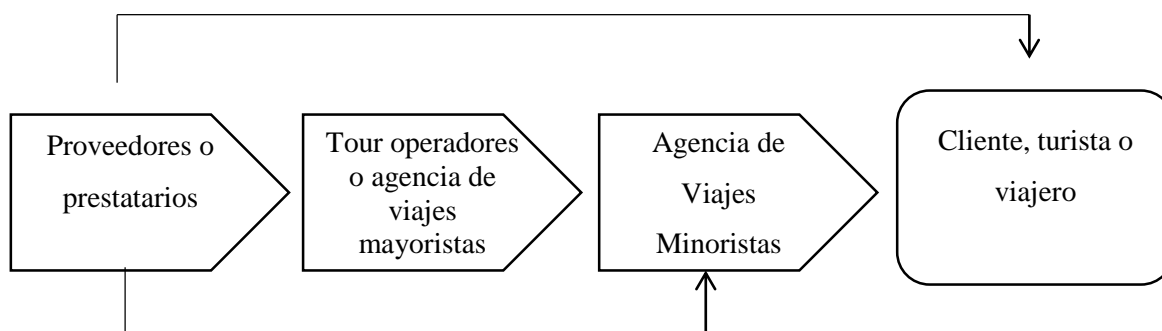 Proveedores o
prestatarios
Tour operadores
o agencia de
viajes
mayoristas
Agencia de
Viajes
Minoristas
Cliente, turista o
viajero